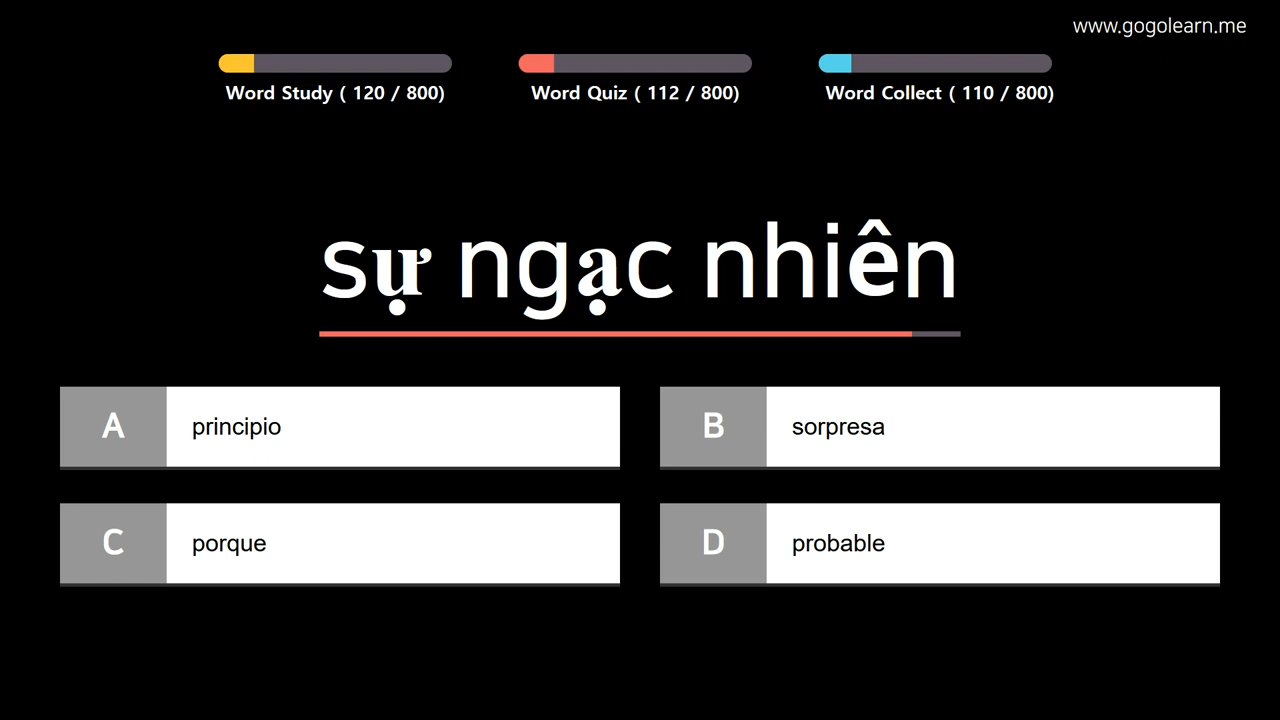 www.gogolearn.me
Word Study ( 120 / 800)
Word Quiz ( 112 / 800)
Word Collect ( 110 / 800)
sự ngạc nhiên
A principio
B sorpresa
C porque
D probable